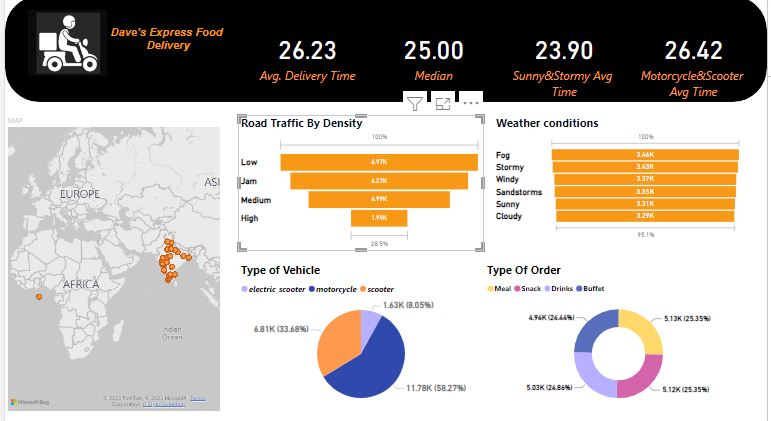 Dave's Express Food
Delivery
26.23
Avg. Delivery Time
25.00
Median
23.90
Sunny&Stormy Avg
Time
26.42
Motorcycle&Scooter
Avg Time
MAP
EUROPE
ASI
AFRICA
Indian
Ocean
Microsoft Bing
© 2023 TomTom, © 2023 Microsoft Terms
Corporation, © OpenStreetMap
Road Traffic By Density
100%
Low 6.97K
Jam 6.27K
Medium 4.99K
High 1.99K
28.5%
Weather conditions
100%
Fog 3.46K
Stormy 3.43K
Windy 3.37K
Sandstorms 3.35K
Sunny 3.31K
Cloudy 3.29K
95.1%
Type of Vehicle
electric scooter motorcycle scooter
1.63K (8.05%)
6.81K (33.68%)
11.78K (58.27%)
Type Of Order
Meal Snack Drinks Buffet
4.94K (24.44%)
5.13K (25.35%)
5.03K (24.86%)
5.12K (25.35%)